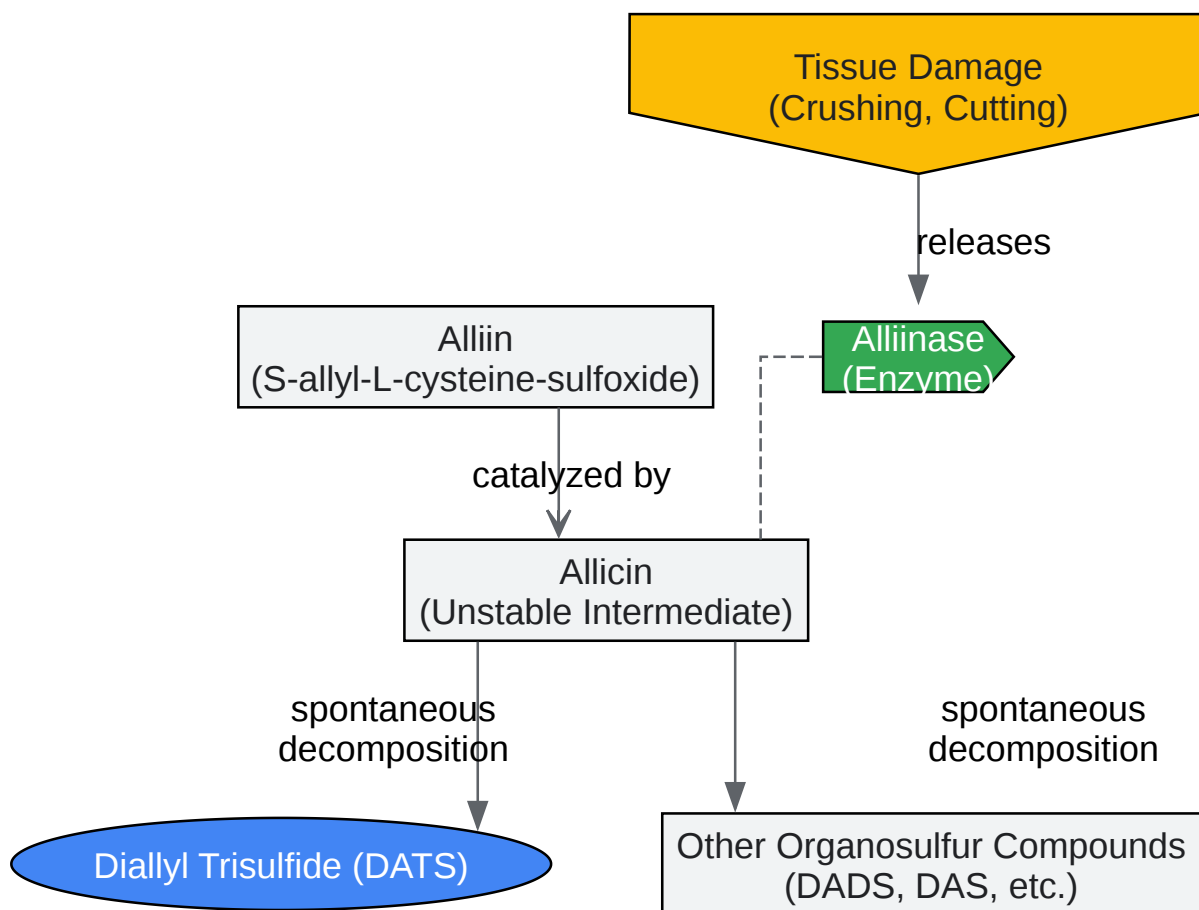 Tissue Damage
(Crushing, Cutting)
releases
Alliin
(S-allyl-L-cysteine-sulfoxide)
Alliinase
(Enzyme)
catalyzed by
Allicin
(Unstable Intermediate)
spontaneous
decomposition
spontaneous
decomposition
Diallyl Trisulfide (DATS)
Other Organosulfur Compounds
(DADS, DAS, etc.)